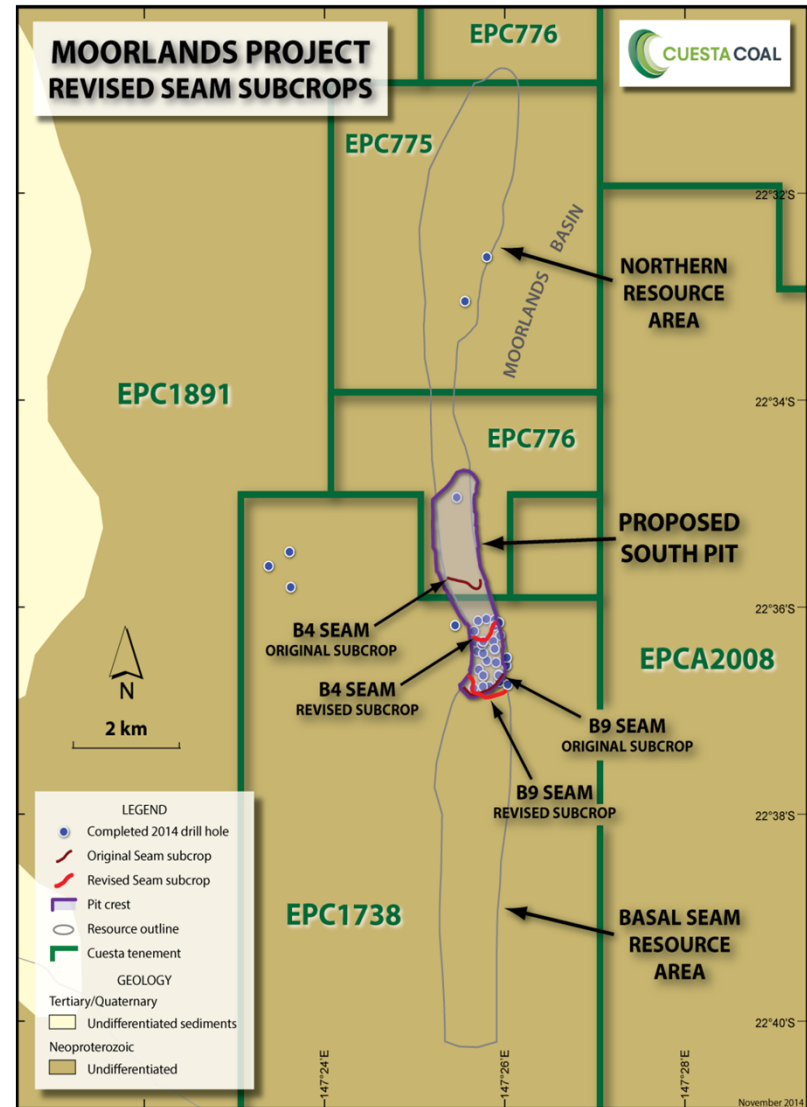 MOORLANDS PROJECT
REVISED SEAM SUBCROPS
EPC776
CUESTA COAL
EPC775
22°32'S
MOORLANDS BASIN
NORTHERN
RESOURCE
AREA
EPC1891
22°34'S
EPC776
PROPOSED
SOUTH PIT
22°36'S
B4 SEAM
ORIGINAL SUBCROP
EPCA2008
B4 SEAM
REVISED SUBCROP
N
2 km
B9 SEAM
ORIGINAL SUBCROP
B9 SEAM
REVISED SUBCROP
22°38'S
LEGEND
Completed 2014 drill hole
Original Seam subcrop
Revised Seam subcrop
Pit crest
Resource outline
Cuesta tenement
GEOLOGY
Tertiary/Quaternary
Undifferentiated sediments
Neoproterozoic
Undifferentiated
EPC1738
BASAL SEAM
RESOURCE
AREA
22°40'S
147°24'E
147°26'E
147°28'E
November 2014